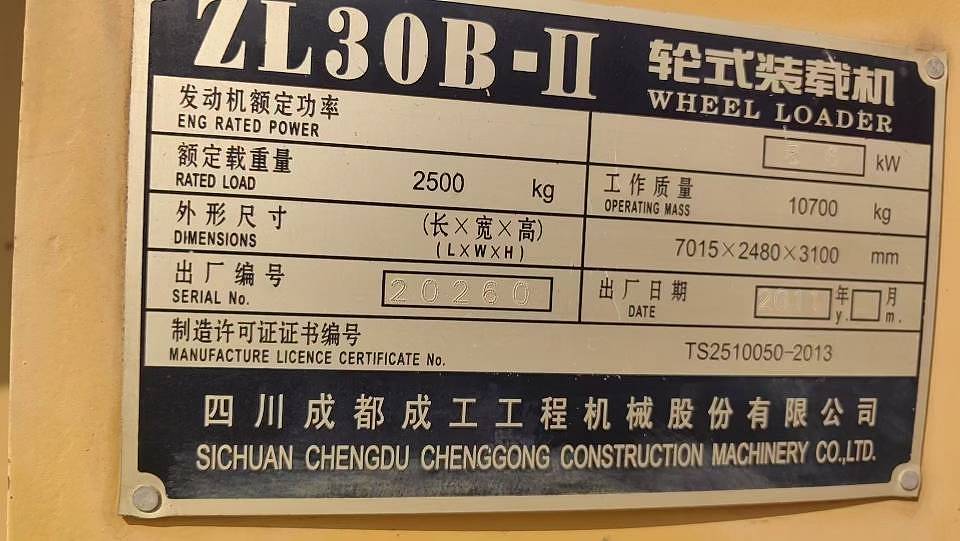 ZL30B-II 轮式装载机
WHEEL LOADER
发动机额定功率
ENG RATED POWER
kW
额定载重量
RATED LOAD
2500 kg
工作质量
OPERATING MASS
10700 kg
外形尺寸
DIMENSIONS
(长×宽×高)
(L×W×H)
7015×2480×3100 mm
出厂编号
SERIAL No.
20260
出厂日期
DATE
年
y.
月
m.
制造许可证证书编号
MANUFACTURE LICENCE CERTIFICATE No.
TS2510050-2013
四川成都成工工程机械股份有限公司
SICHUAN CHENGDU CHENGGONG CONSTRUCTION MACHINERY CO.,LTD.